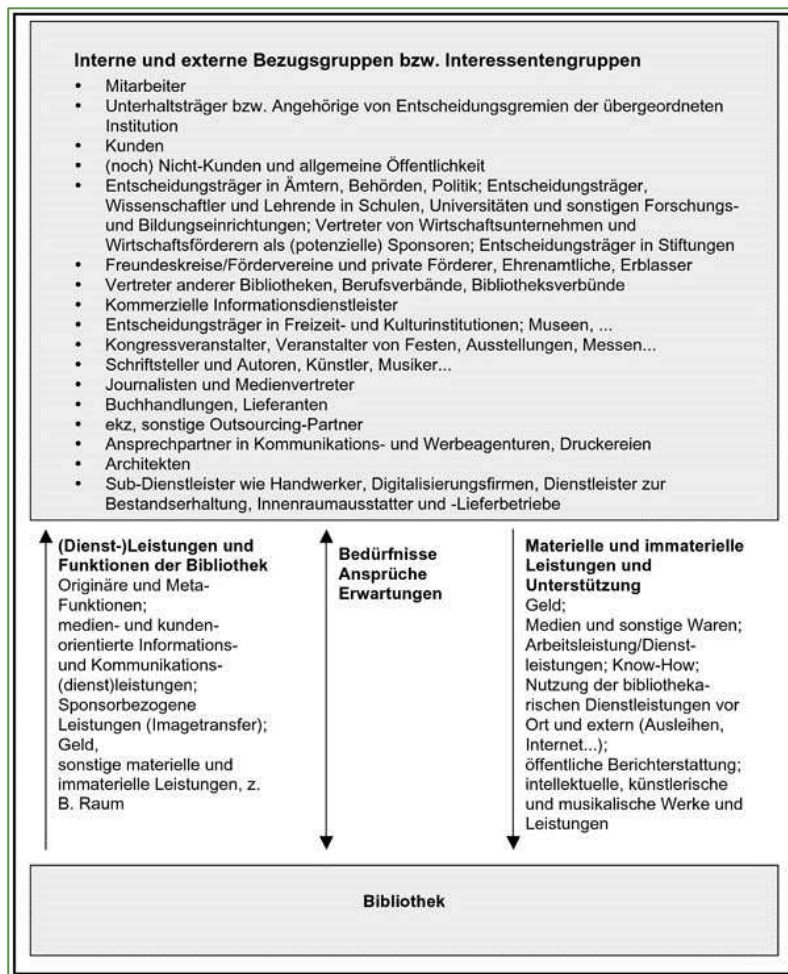 Interne und externe Bezugsgruppen bzw. Interessentengruppen
• Mitarbeiter
• Unterhaltsträger bzw. Angehörige von Entscheidungsgremien der übergeordneten
Institution
• Kunden
• (noch) Nicht-Kunden und allgemeine Öffentlichkeit
• Entscheidungsträger in Ämtern, Behörden, Politik; Entscheidungsträger,
Wissenschaftler und Lehrende in Schulen, Universitäten und sonstigen Forschungs-
und Bildungseinrichtungen; Vertreter von Wirtschaftsunternehmen und
Wirtschaftsförderern als (potenzielle) Sponsoren; Entscheidungsträger in Stiftungen
• Freundeskreise/Fördervereine und private Förderer, Ehrenamtliche, Erblasser
• Vertreter anderer Bibliotheken, Berufsverbände, Bibliotheksverbünde
• Kommerzielle Informationsdienstleister
• Entscheidungsträger in Freizeit- und Kulturinstitutionen; Museen, ...
• Kongressveranstalter, Veranstalter von Festen, Ausstellungen, Messen...
• Schriftsteller und Autoren, Künstler, Musiker...
• Journalisten und Medienvertreter
• Buchhandlungen, Lieferanten
• ekz, sonstige Outsourcing-Partner
• Ansprechpartner in Kommunikations- und Werbeagenturen, Druckereien
• Architekten
• Sub-Dienstleister wie Handwerker, Digitalisierungsfirmen, Dienstleister zur
Bestandserhaltung, Innenraumausstatter und -Lieferbetriebe
(Dienst-)Leistungen und
Funktionen der Bibliothek
Originäre und Meta-
Funktionen;
medien- und kunden-
orientierte Informations-
und Kommunikations-
(dienst)leistungen;
Sponsorbezogene
Leistungen (Imagetransfer);
Geld,
sonstige materielle und
immaterielle Leistungen, z.
B. Raum
Bedürfnisse
Ansprüche
Erwartungen
Materielle und immaterielle
Leistungen und
Unterstützung
Geld;
Medien und sonstige Waren;
Arbeitsleistung/Dienst-
leistungen; Know-How;
Nutzung der bibliotheka-
rischen Dienstleistungen vor
Ort und extern (Ausleihen,
Internet...);
öffentliche Berichterstattung;
intellektuelle, künstlerische
und musikalische Werke und
Leistungen
Bibliothek